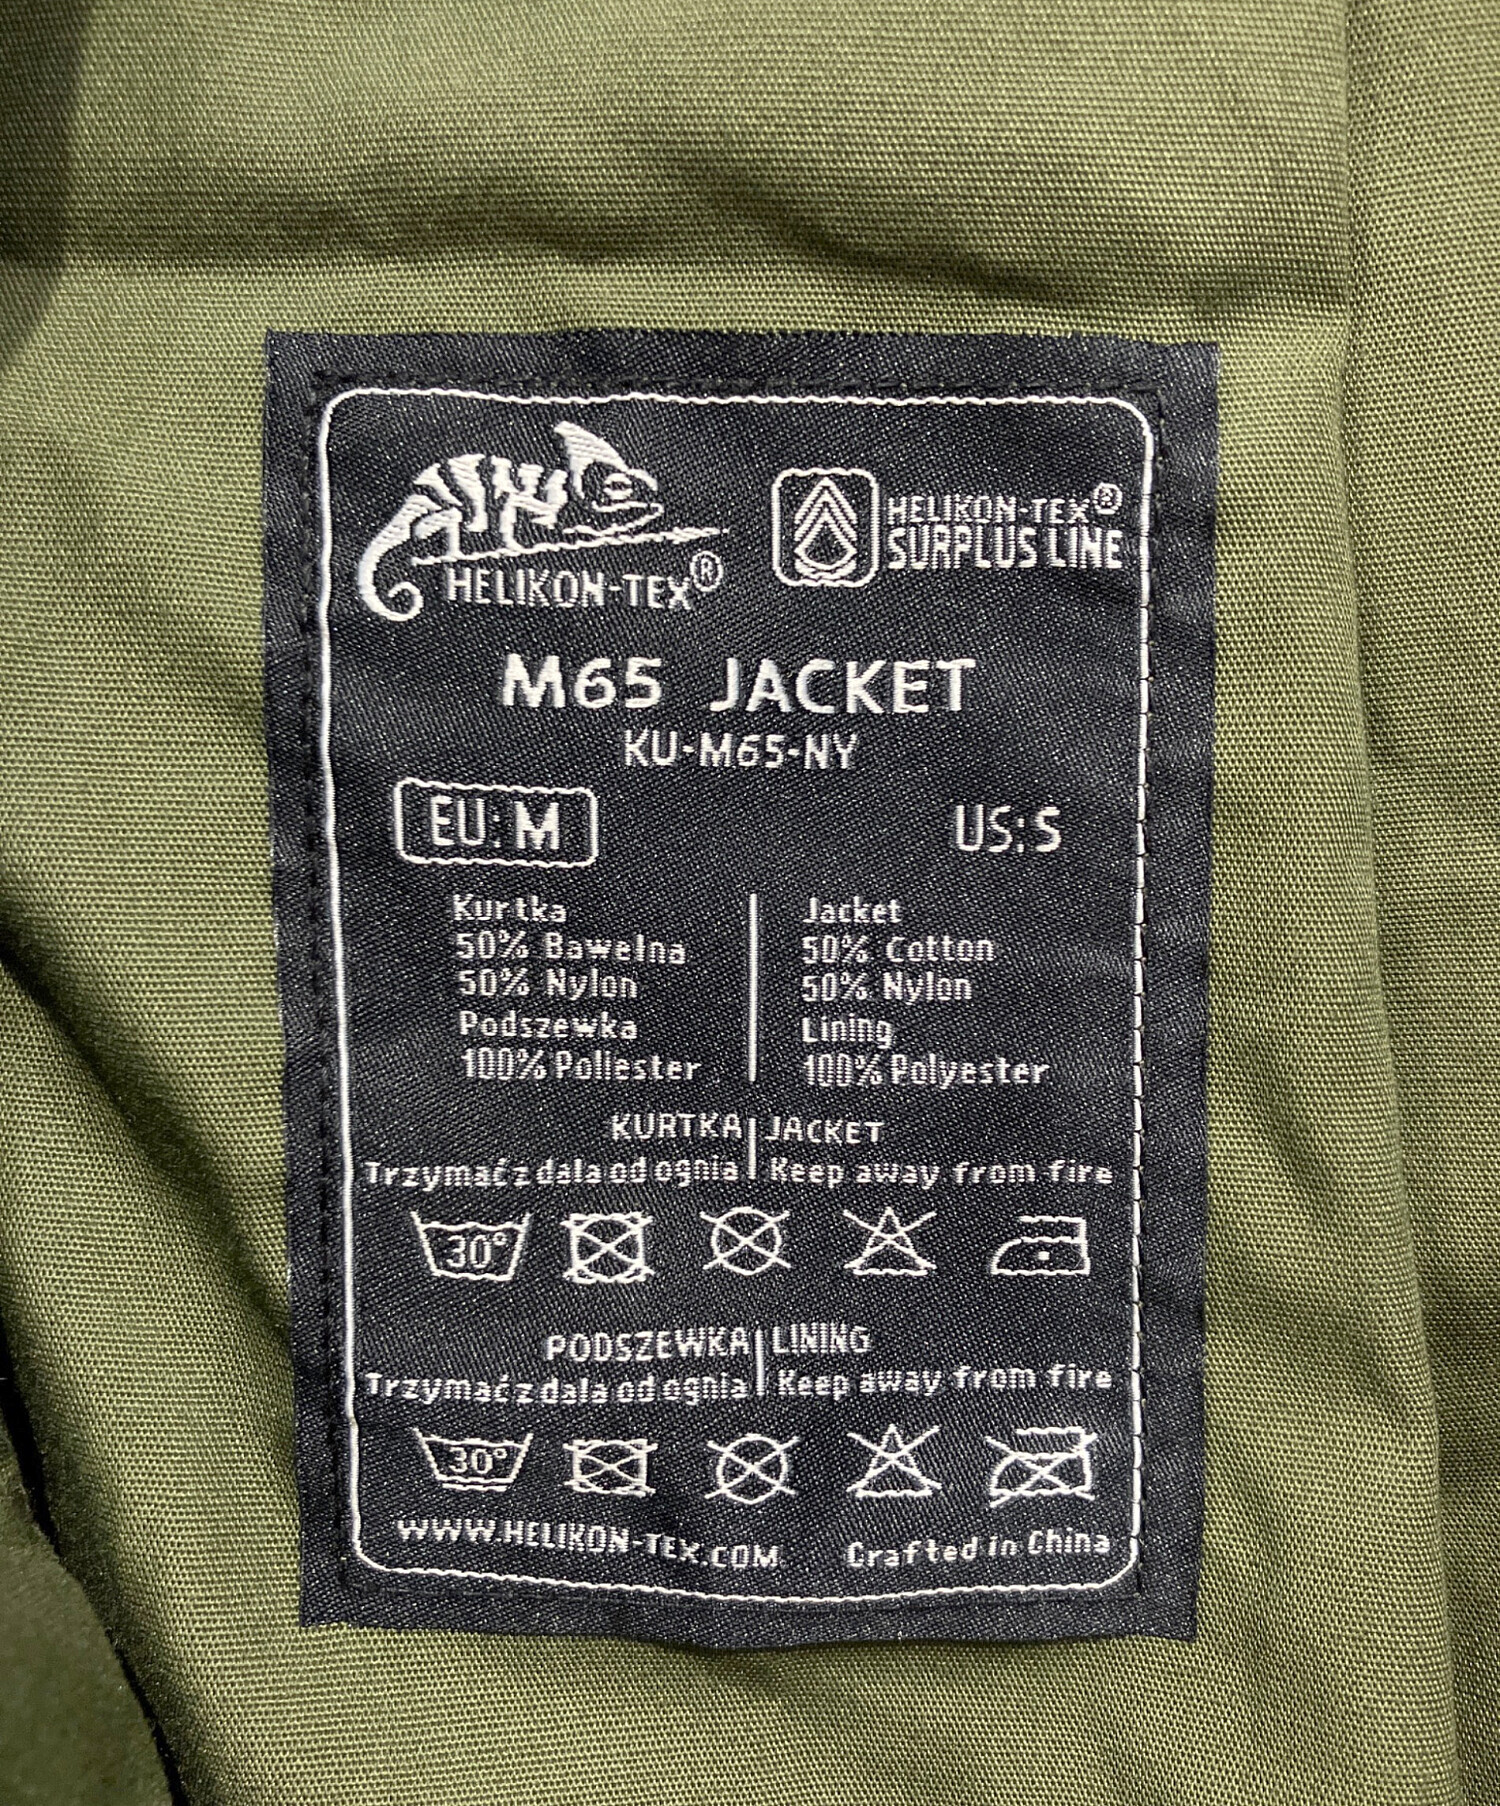 HELIKON-TEX®
HELIKON-TEX®
SURPLUS LINE
M65 JACKET
KU-M65-NY
EU: M
US: S
Kurtka
50% Bawełna
50% Nylon
Podszewka
100% Poliester
Jacket
50% Cotton
50% Nylon
Lining
100% Polyester
KURTKA | JACKET
Trzymać z dala od ognia | Keep away from fire
30°
PODSZEWKA | LINING
Trzymać z dala od ognia | Keep away from fire
30°
WWW.HELIKON-TEX.COM
Crafted in China